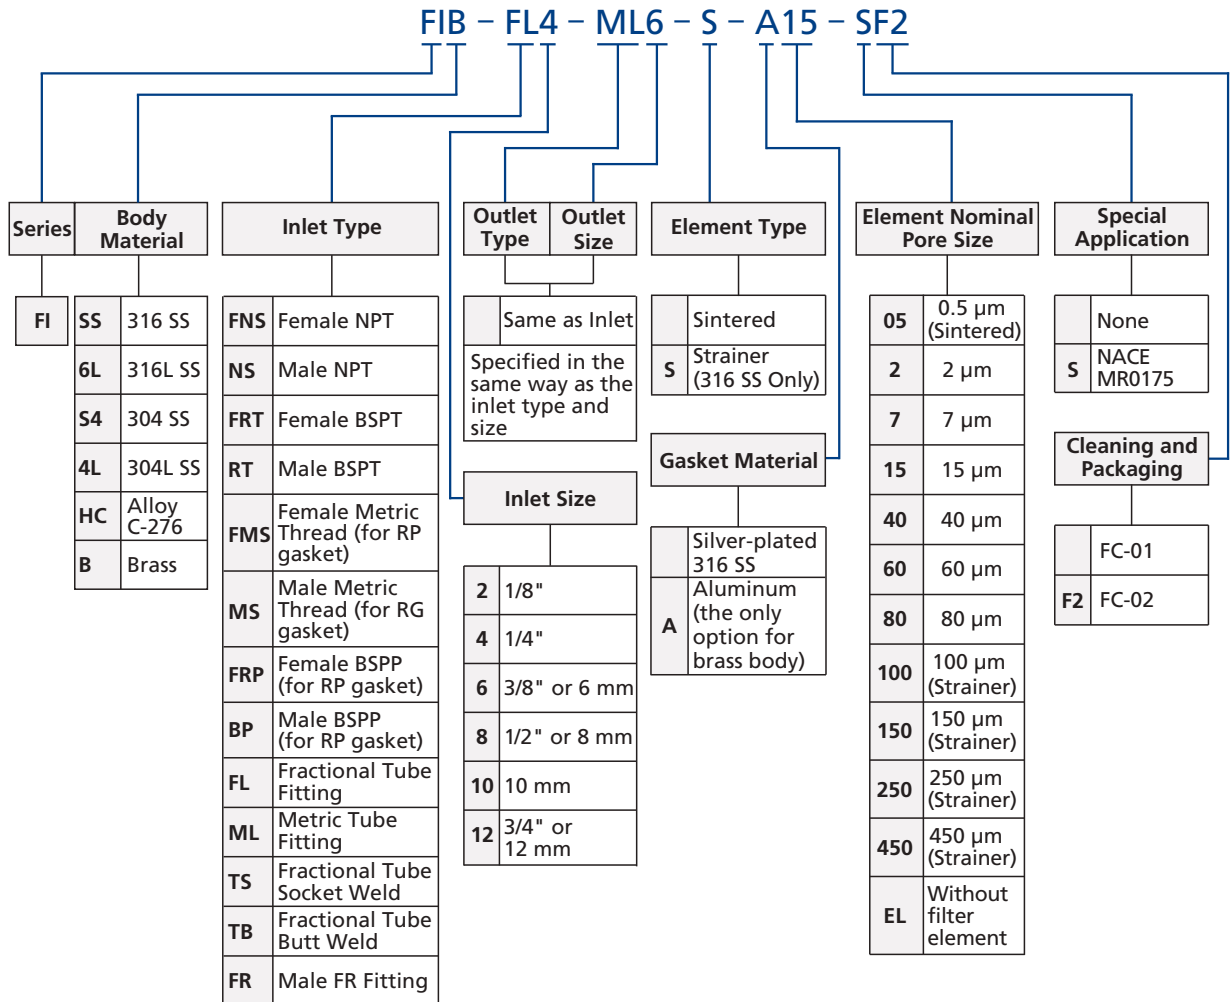 FIB – FL4 – ML6 – S – A15 – SF2
Series
Body
Material
FI
SS 316 SS
6L 316L SS
S4 304 SS
4L 304L SS
HC Alloy
C-276
B Brass
Inlet Type
FNS Female NPT
NS Male NPT
FRT Female BSPT
RT Male BSPT
FMS Female Metric
Thread (for RP
gasket)
MS Male Metric
Thread (for RG
gasket)
FRP Female BSPP
(for RP gasket)
BP Male BSPP
(for RP gasket)
FL Fractional Tube
Fitting
ML Metric Tube
Fitting
TS Fractional Tube
Socket Weld
TB Fractional Tube
Butt Weld
FR Male FR Fitting
Outlet
Type
Outlet
Size
Same as Inlet
Specified in the
same way as the
inlet type and
size
Inlet Size
2 1/8"
4 1/4"
6 3/8" or 6 mm
8 1/2" or 8 mm
10 10 mm
12 3/4" or
12 mm
Element Type
Sintered
S Strainer
(316 SS Only)
Gasket Material
Silver-plated
316 SS
A Aluminum
(the only
option for
brass body)
Element Nominal
Pore Size
05 0.5 µm
(Sintered)
2 2 µm
7 7 µm
15 15 µm
40 40 µm
60 60 µm
80 80 µm
100 100 µm
(Strainer)
150 150 µm
(Strainer)
250 250 µm
(Strainer)
450 450 µm
(Strainer)
EL Without
filter
element
Special
Application
None
S NACE
MR0175
Cleaning and
Packaging
FC-01
F2 FC-02